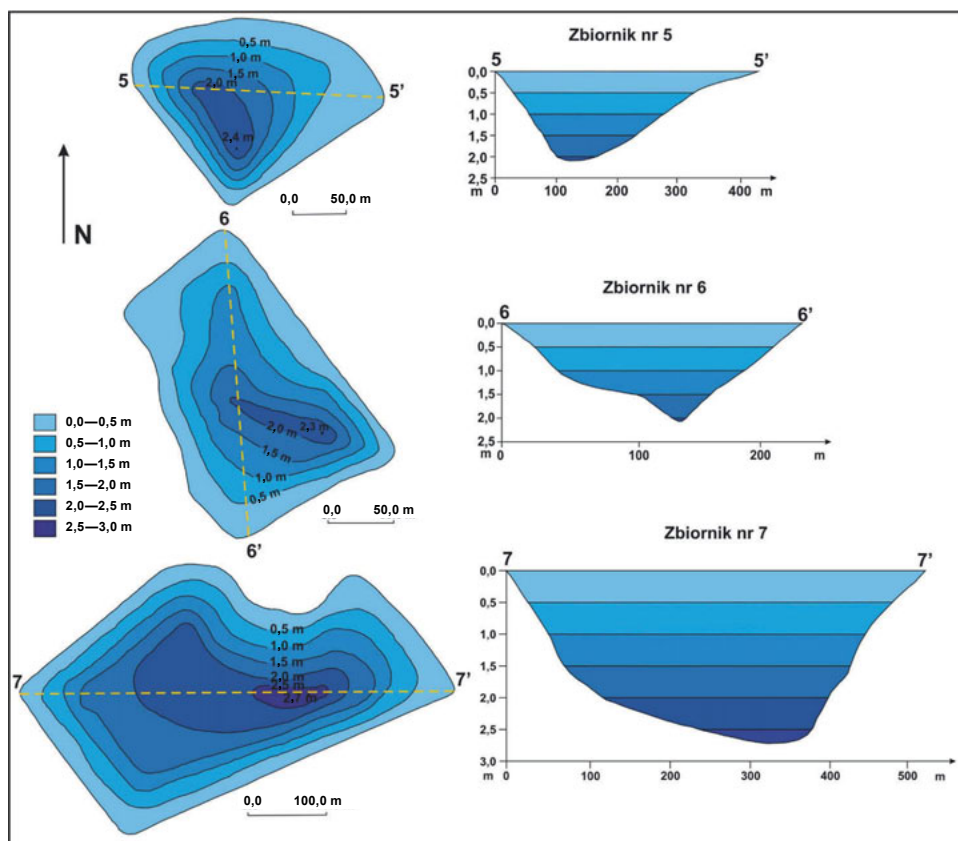 0,5 m
1,0 m
1,5 m
2,0 m
5
5'
2,4 m
0,0 50,0 m
N
Zbiornik nr 5
5 5'
0,0
0,5
1,0
1,5
2,0
2,5
m 0 100 200 300 400 m
6
2,0 m
2,3 m
1,5 m
1,0 m
0,5 m
6'
0,0 50,0 m
Zbiornik nr 6
6 6'
0,0
0,5
1,0
1,5
2,0
2,5
m 0 100 200 m
0,0—0,5 m
0,5—1,0 m
1,0—1,5 m
1,5—2,0 m
2,0—2,5 m
2,5—3,0 m
0,5 m
1,0 m
1,5 m
2,0 m
2,5 m
7 7'
2,7 m
0,0 100,0 m
Zbiornik nr 7
7 7'
0,0
0,5
1,0
1,5
2,0
2,5
3,0
m 0 100 200 300 400 500 m